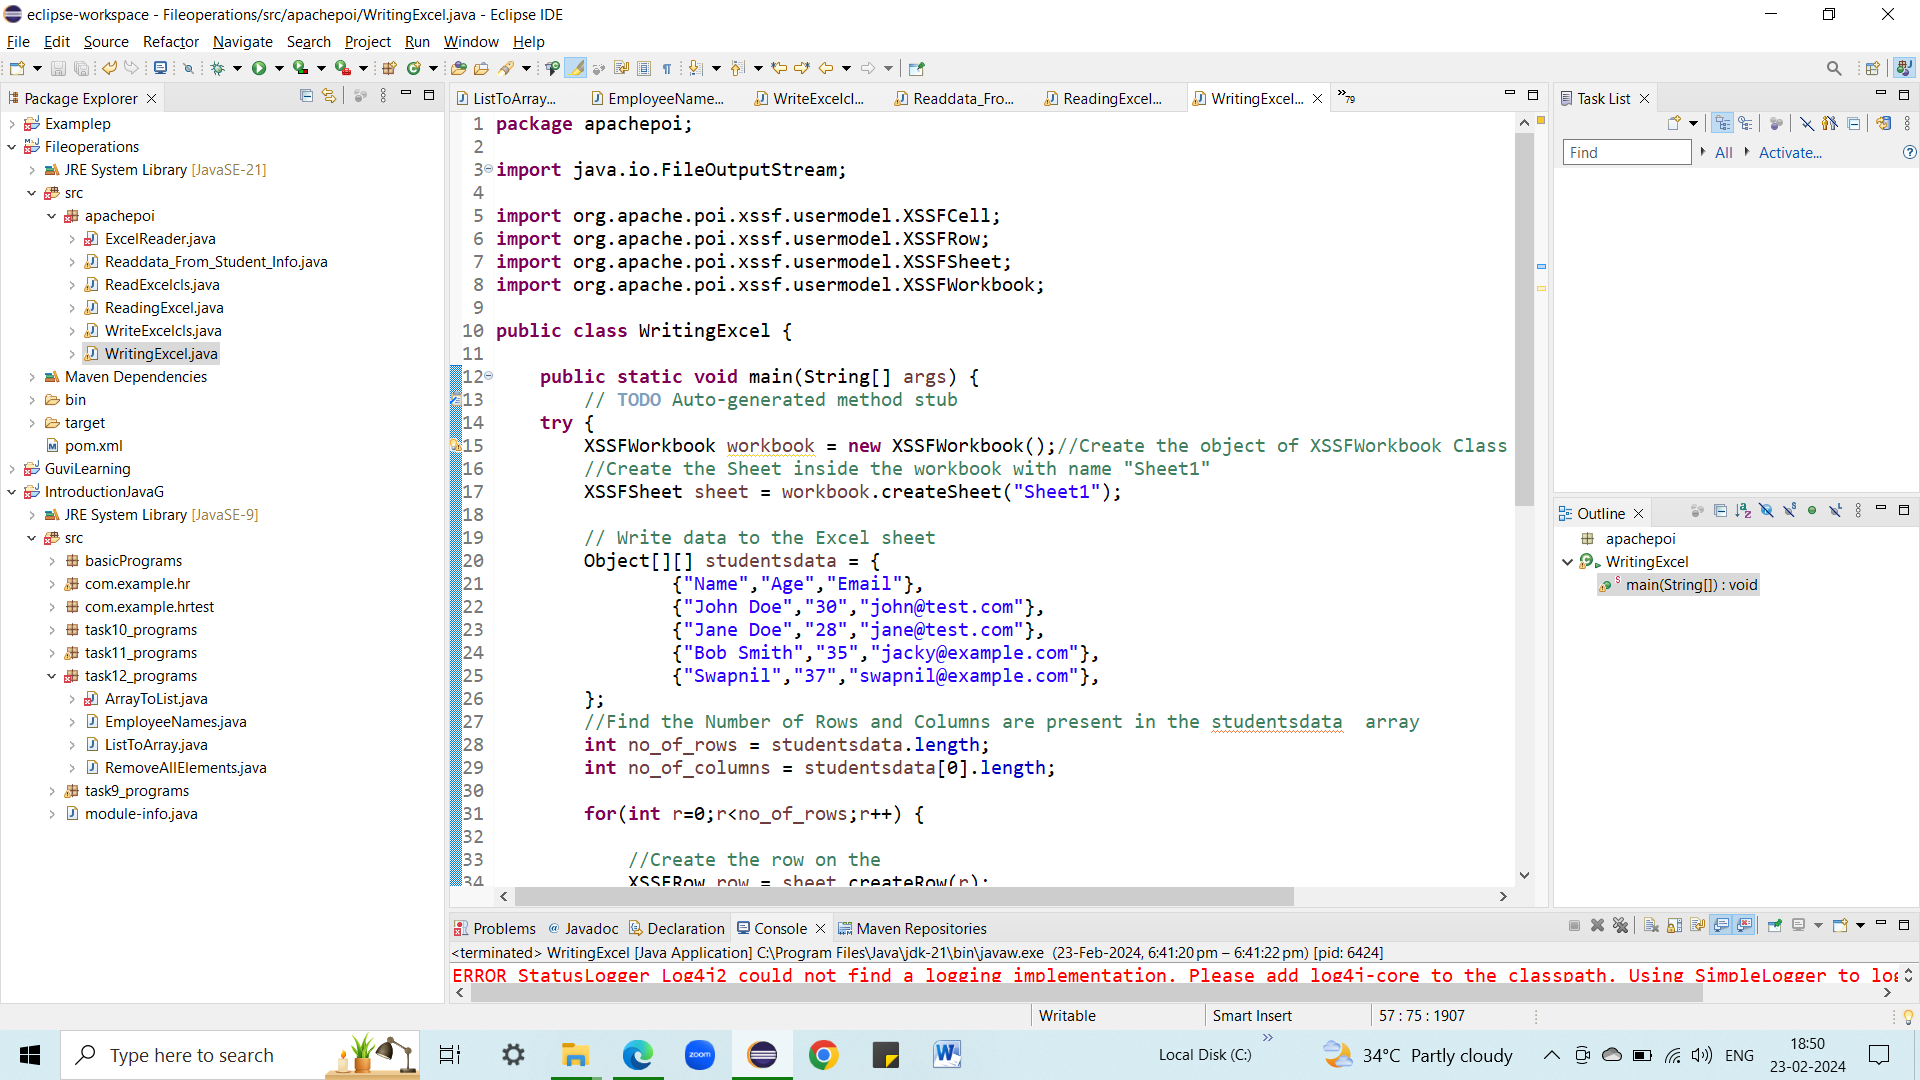 eclipse-workspace - Fileoperations/src/apachepoi/WritingExcel.java - Eclipse IDE
File Edit Source Refactor Navigate Search Project Run Window Help
Package Explorer
Examplep
Fileoperations
JRE System Library [JavaSE-21]
src
apachepoi
ExcelReader.java
Readdata_From_Student_Info.java
ReadExcelcls.java
ReadingExcel.java
WriteExcelcls.java
WritingExcel.java
Maven Dependencies
bin
target
pom.xml
GuviLearning
IntroductionJavaG
JRE System Library [JavaSE-9]
src
basicPrograms
com.example.hr
com.example.hrtest
task10_programs
task11_programs
task12_programs
ArrayToList.java
EmployeeNames.java
ListToArray.java
RemoveAllElements.java
task9_programs
module-info.java
ListToArray... EmployeeName... WriteExcelcl... Readdata_Fro... ReadingExcel... WritingExcel... 79
1 package apachepoi;
2
3 import java.io.FileOutputStream;
4
5 import org.apache.poi.xssf.usermodel.XSSFCell;
6 import org.apache.poi.xssf.usermodel.XSSFRow;
7 import org.apache.poi.xssf.usermodel.XSSFSheet;
8 import org.apache.poi.xssf.usermodel.XSSFWorkbook;
9
10 public class WritingExcel {
11
12 public static void main(String[] args) {
13 // TODO Auto-generated method stub
14 try {
15 XSSFWorkbook workbook = new XSSFWorkbook();//Create the object of XSSFWorkbook Class
16 //Create the Sheet inside the workbook with name "Sheet1"
17 XSSFSheet sheet = workbook.createSheet("Sheet1");
18
19 // Write data to the Excel sheet
20 Object[][] studentsdata = {
21 {"Name","Age","Email"},
22 {"John Doe","30","john@test.com"},
23 {"Jane Doe","28","jane@test.com"},
24 {"Bob Smith","35","jacky@example.com"},
25 {"Swapnil","37","swapnil@example.com"},
26 };
27 //Find the Number of Rows and Columns are present in the studentsdata  array
28 int no_of_rows = studentsdata.length;
29 int no_of_columns = studentsdata[0].length;
30
31 for(int r=0;r<no_of_rows;r++) {
32
33 //Create the row on the
34 XSSFRow row = sheet.createRow(r);
Task List
Find All Activate...
Outline
apachepoi
WritingExcel
main(String[]) : void
Problems @ Javadoc Declaration Console Maven Repositories
<terminated> WritingExcel [Java Application] C:\Program Files\Java\jdk-21\bin\javaw.exe (23-Feb-2024, 6:41:20 pm – 6:41:22 pm) [pid: 6424]
ERROR StatusLogger Log4j2 could not find a logging implementation. Please add log4j-core to the classpath. Using SimpleLogger to log
Writable Smart Insert 57 : 75 : 1907
Type here to search
zoom
Local Disk (C:)
34°C Partly cloudy
ENG
18:50
23-02-2024